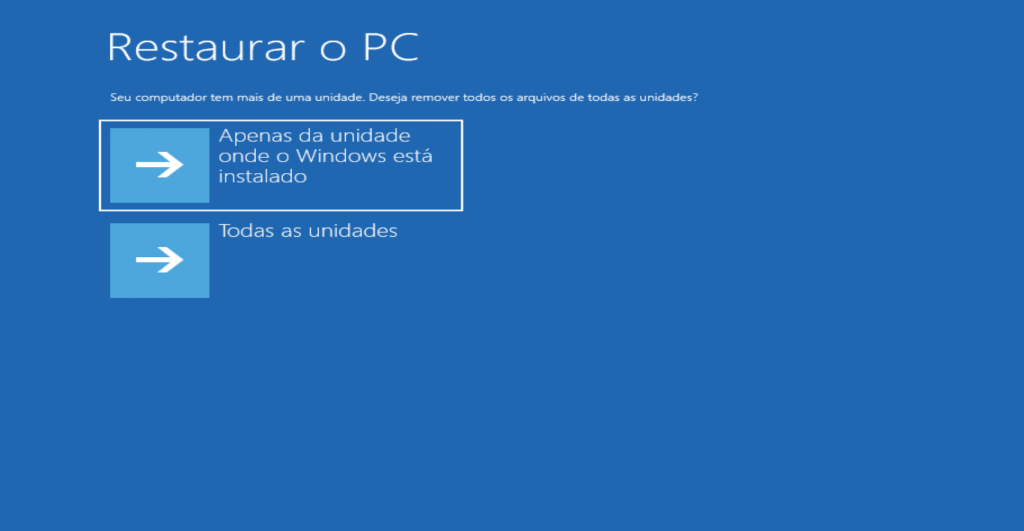 Restaurar o PC
Seu computador tem mais de uma unidade. Deseja remover todos os arquivos de todas as unidades?
Apenas da unidade
onde o Windows está
instalado
Todas as unidades